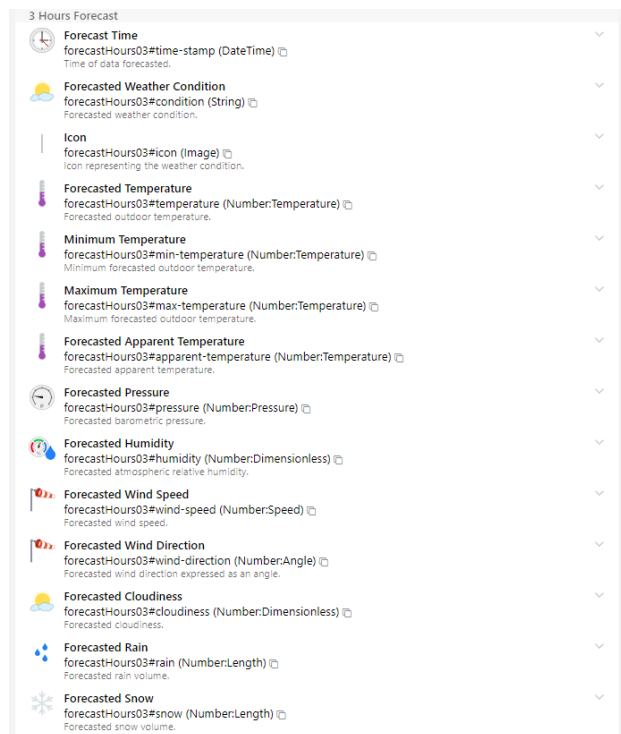 3 Hours Forecast
Forecast Time
forecastHours03#time-stamp (DateTime)
Time of data forecasted.
Forecasted Weather Condition
forecastHours03#condition (String)
Forecasted weather condition.
Icon
forecastHours03#icon (Image)
Icon representing the weather condition.
Forecasted Temperature
forecastHours03#temperature (Number:Temperature)
Forecasted outdoor temperature.
Minimum Temperature
forecastHours03#min-temperature (Number:Temperature)
Minimum forecasted outdoor temperature.
Maximum Temperature
forecastHours03#max-temperature (Number:Temperature)
Maximum forecasted outdoor temperature.
Forecasted Apparent Temperature
forecastHours03#apparent-temperature (Number:Temperature)
Forecasted apparent temperature.
Forecasted Pressure
forecastHours03#pressure (Number:Pressure)
Forecasted barometric pressure.
Forecasted Humidity
forecastHours03#humidity (Number:Dimensionless)
Forecasted atmospheric relative humidity.
Forecasted Wind Speed
forecastHours03#wind-speed (Number:Speed)
Forecasted wind speed.
Forecasted Wind Direction
forecastHours03#wind-direction (Number:Angle)
Forecasted wind direction expressed as an angle.
Forecasted Cloudiness
forecastHours03#cloudiness (Number:Dimensionless)
Forecasted cloudiness.
Forecasted Rain
forecastHours03#rain (Number:Length)
Forecasted rain volume.
Forecasted Snow
forecastHours03#snow (Number:Length)
Forecasted snow volume.